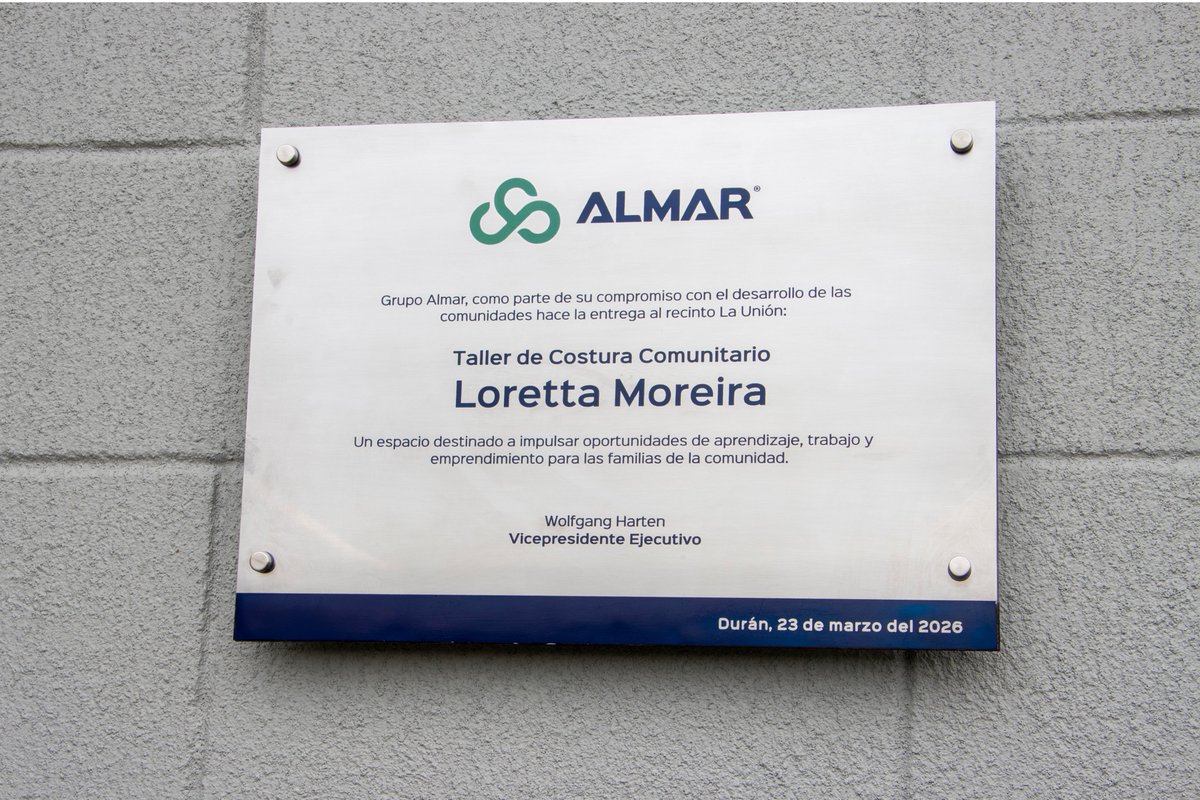 ALMAR®
Grupo Almar, como parte de su compromiso con el desarrollo de las
comunidades hace la entrega al recinto La Unión:
Taller de Costura Comunitario
Loretta Moreira
Un espacio destinado a impulsar oportunidades de aprendizaje, trabajo y
emprendimiento para las familias de la comunidad.
Wolfgang Harten
Vicepresidente Ejecutivo
Durán, 23 de marzo del 2026